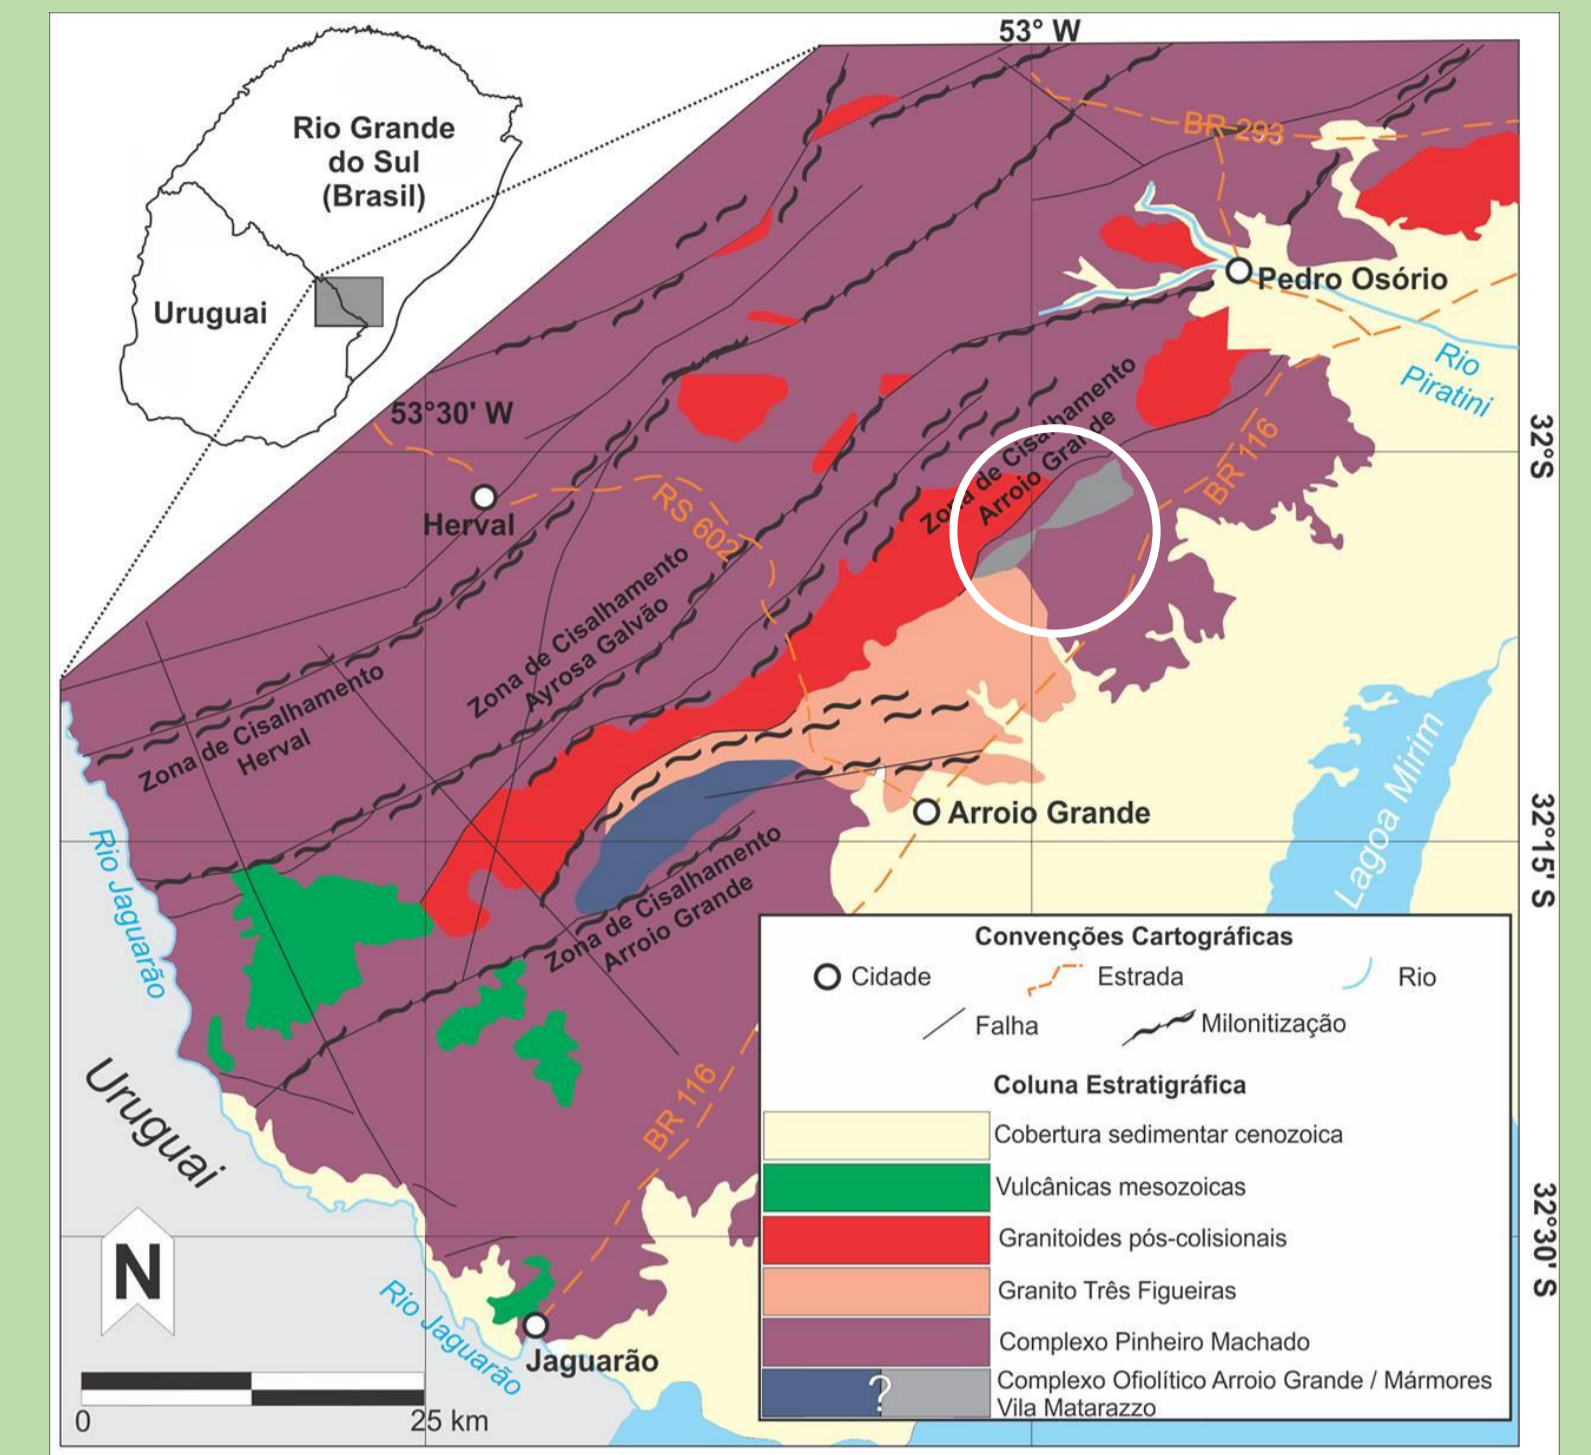 53° W
Rio Grande
do Sul
(Brasil)
Uruguai
BR 293
Pedro Osório
Rio
Piratini
53°30' W
Herval
RS 602
Zona de Cisalhamento
Arroio Grande
BR 116
32°S
Zona de Cisalhamento
Ayrosa Galvão
Zona de Cisalhamento
Herval
Lagoa Mirim
Arroio Grande
32°15' S
Rio Jaguarão
Zona de Cisalhamento
Arroio Grande
Uruguai
BR 116
32°30' S
N
Rio Jaguarão
Jaguarão
0
25 km
Convenções Cartográficas
Cidade
Estrada
Rio
Falha
Milonitização
Coluna Estratigráfica
Cobertura sedimentar cenozoica
Vulcânicas mesozoicas
Granitoides pós-colisionais
Granito Três Figueiras
Complexo Pinheiro Machado
?
Complexo Ofiolítico Arroio Grande / Mármores
Vila Matarazzo